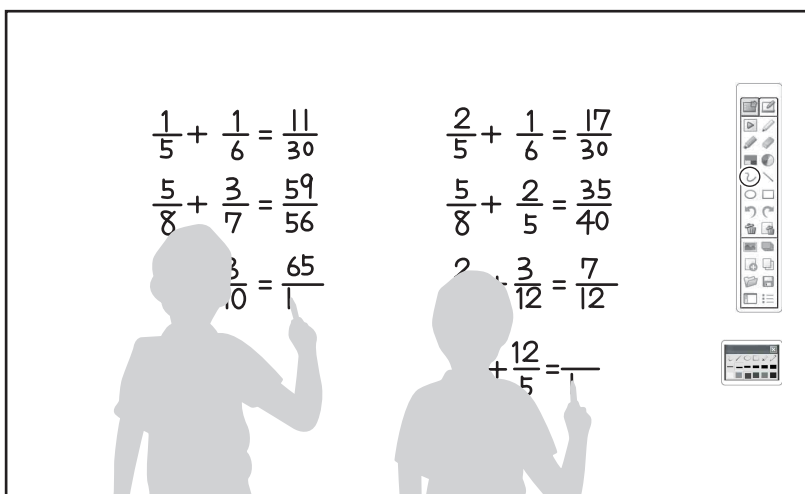 1/5 + 1/6 = 11/30
5/8 + 3/7 = 59/56
/10 = 65/1
2/5 + 1/6 = 17/30
5/8 + 2/5 = 35/40
2/ + 3/12 = 7/12
+ 12/5 =